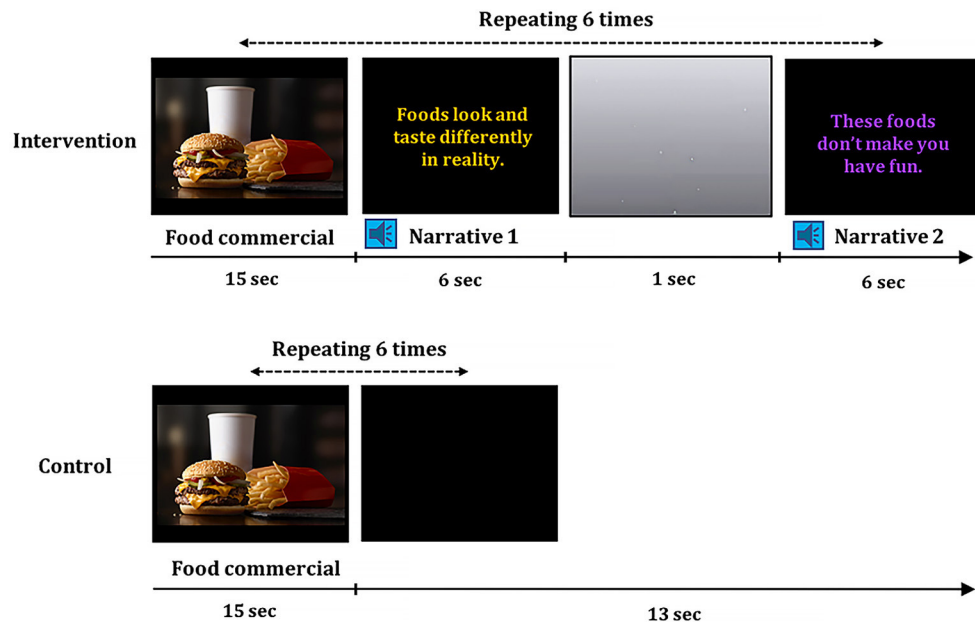 Repeating 6 times
Intervention
Foods look and
taste differently
in reality.
These foods
don't make you
have fun.
Food commercial
Narrative 1
Narrative 2
15 sec
6 sec
1 sec
6 sec
Repeating 6 times
Control
Food commercial
15 sec
13 sec